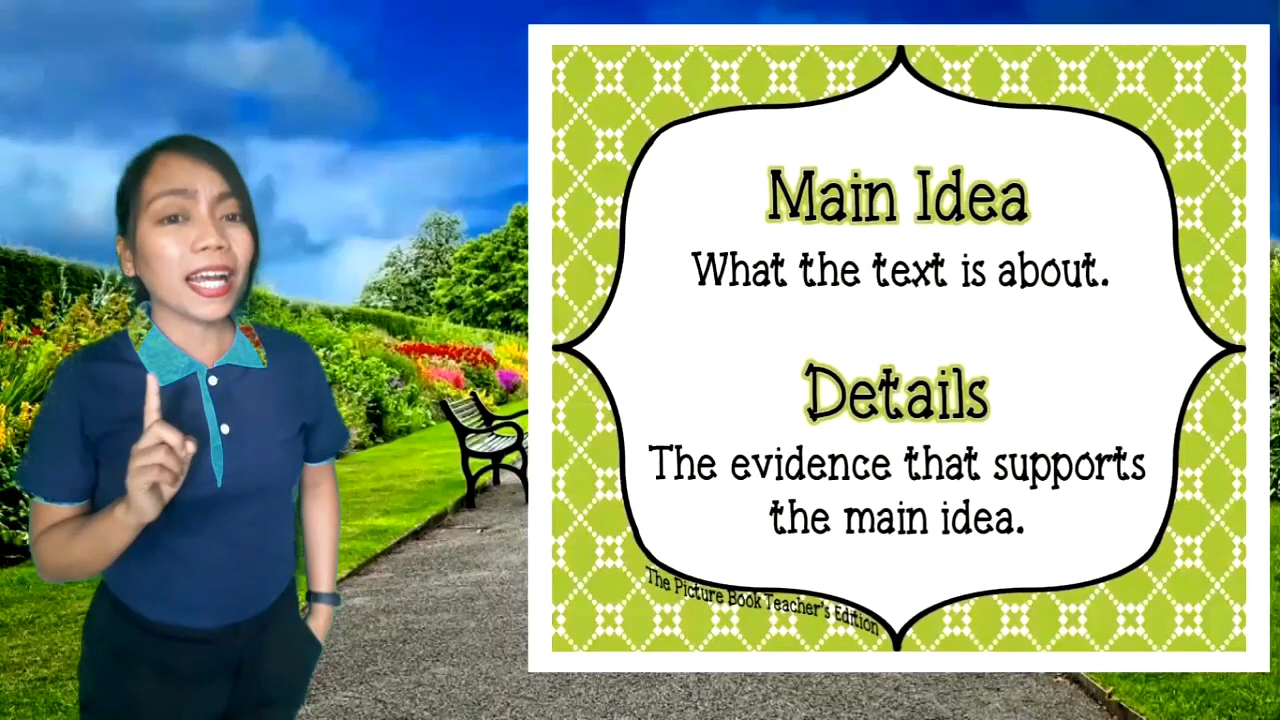 Main Idea
What the text is about.
Details
The evidence that supports
the main idea.
The Picture Book Teacher's Edition